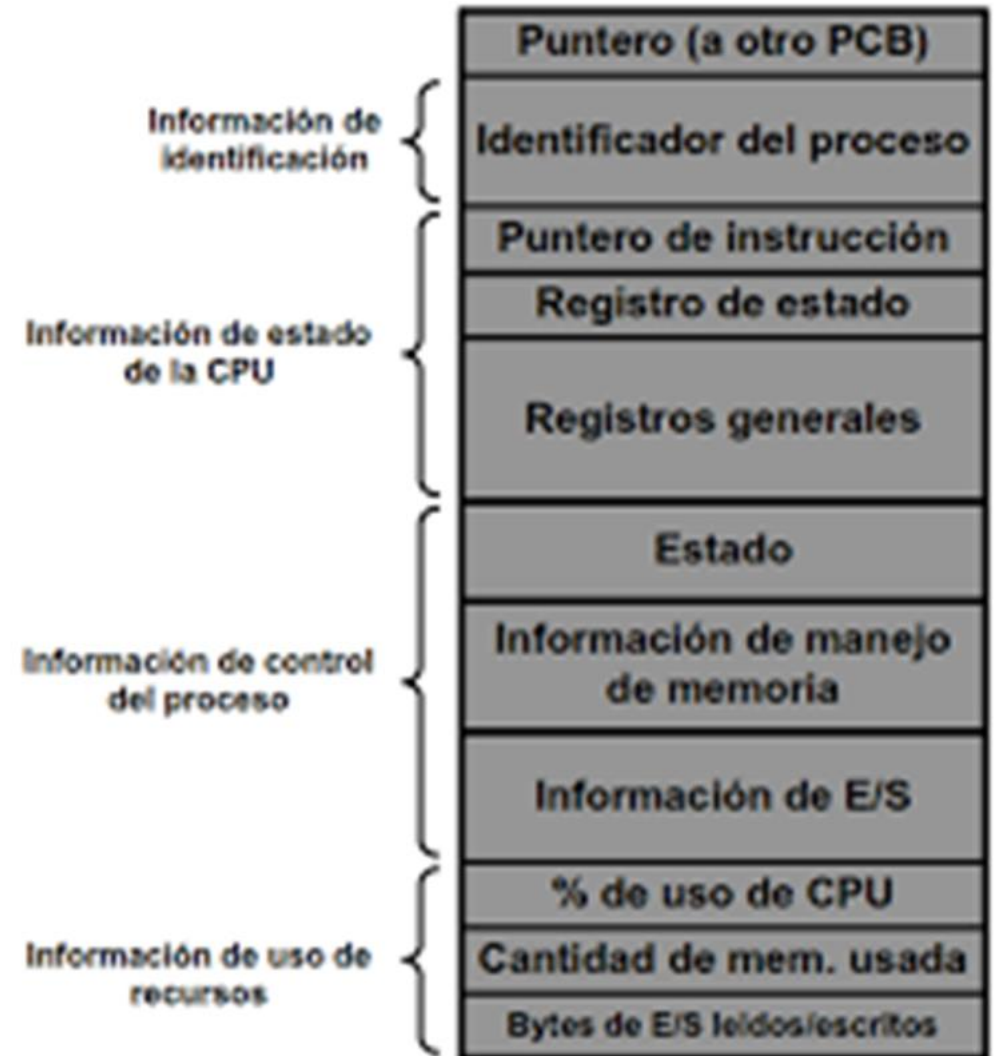 Puntero (a otro PCB)
Información de
identificación
Identificador del proceso
Puntero de instrucción
Registro de estado
Información de estado
de la CPU
Registros generales
Estado
Información de manejo
de memoria
Información de control
del proceso
Información de E/S
% de uso de CPU
Información de uso de
recursos
Cantidad de mem. usada
Bytes de E/S leidos/escritos